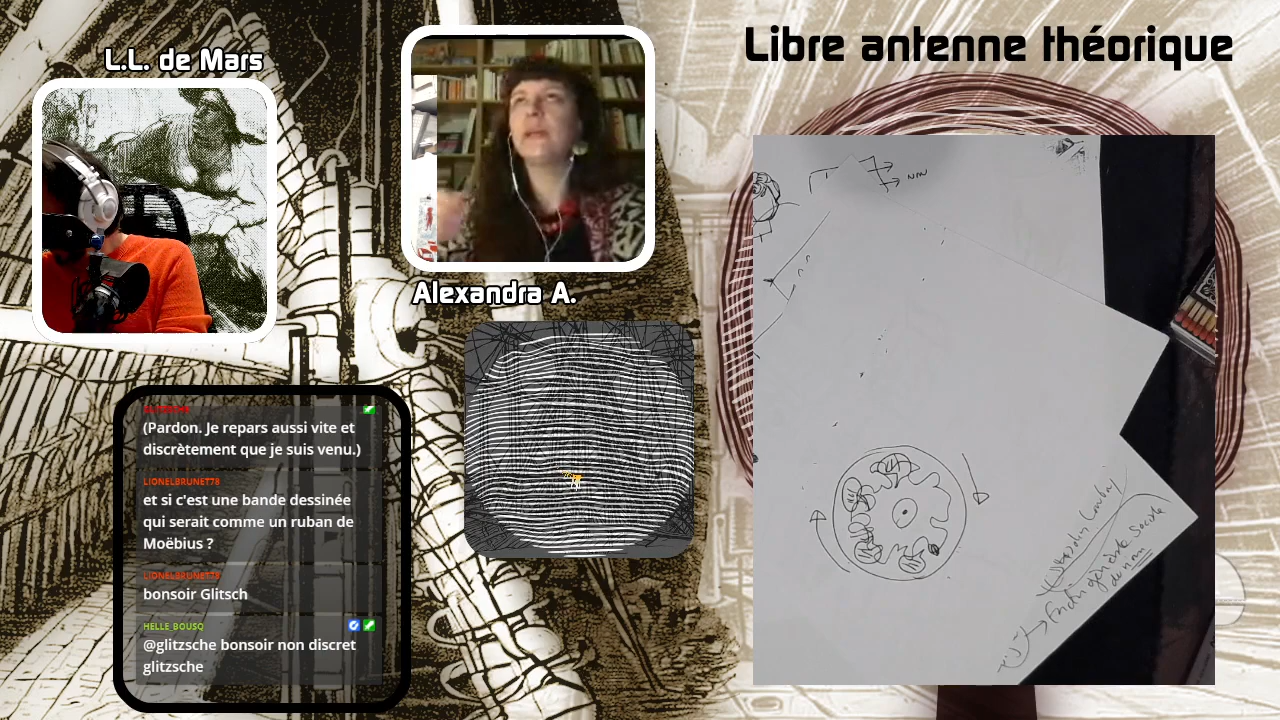 L.L. de Mars
Libre antenne théorique
Alexandra A.
(Pardon. Je repars aussi vite et
discrètement que je suis venu.)
LIONELBRUNET78
et si c'est une bande dessinée
qui serait comme un ruban de
Moëbius ?
LIONELBRUNET78
bonsoir Glitsch
HELLE_BOUSQ
@glitzsche bonsoir non discret
glitzsche